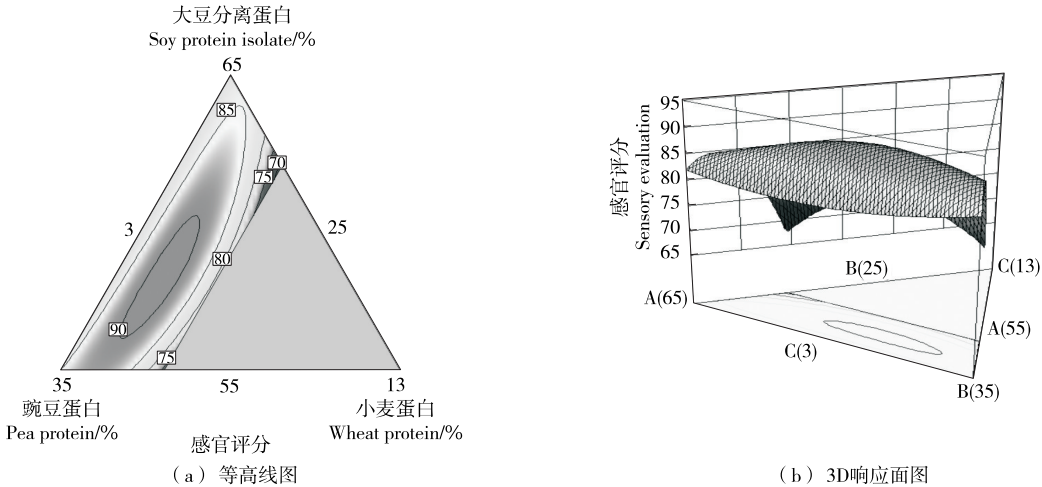 大豆分离蛋白
Soy protein isolate/%
65
85
70
75
3
25
80
90
75
35
55
13
豌豆蛋白
Pea protein/%
小麦蛋白
Wheat protein/%
感官评分
（a）等高线图
感官评分
Sensory evaluation
95
90
85
80
75
70
65
A(65)
B(25)
C(13)
A(55)
C(3)
B(35)
（b）3D响应面图